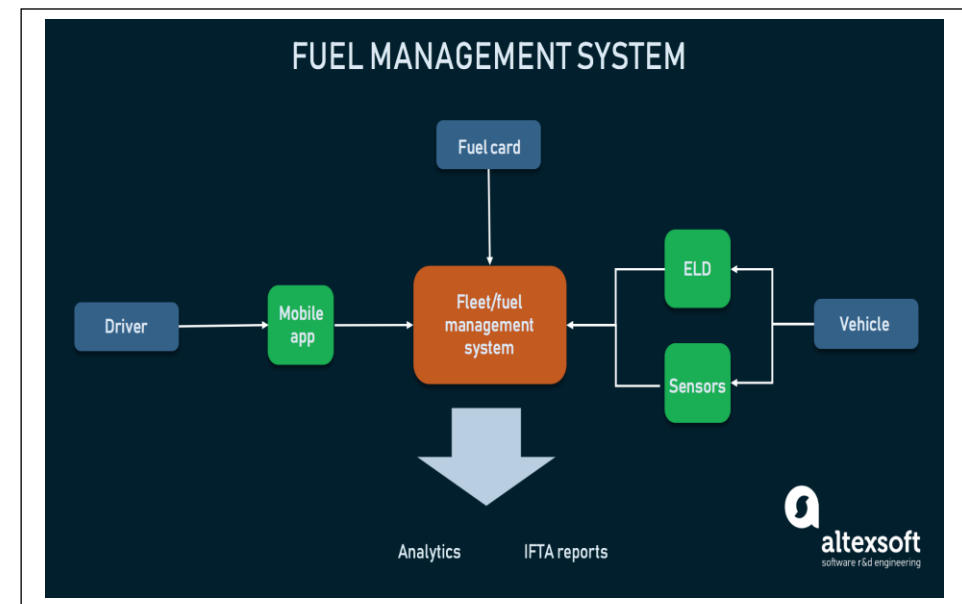 FUEL MANAGEMENT SYSTEM
Fuel card
ELD
Driver
Mobile
app
Fleet/fuel
management
system
Vehicle
Sensors
Analytics
IFTA reports
altexsoft
software r&d engineering